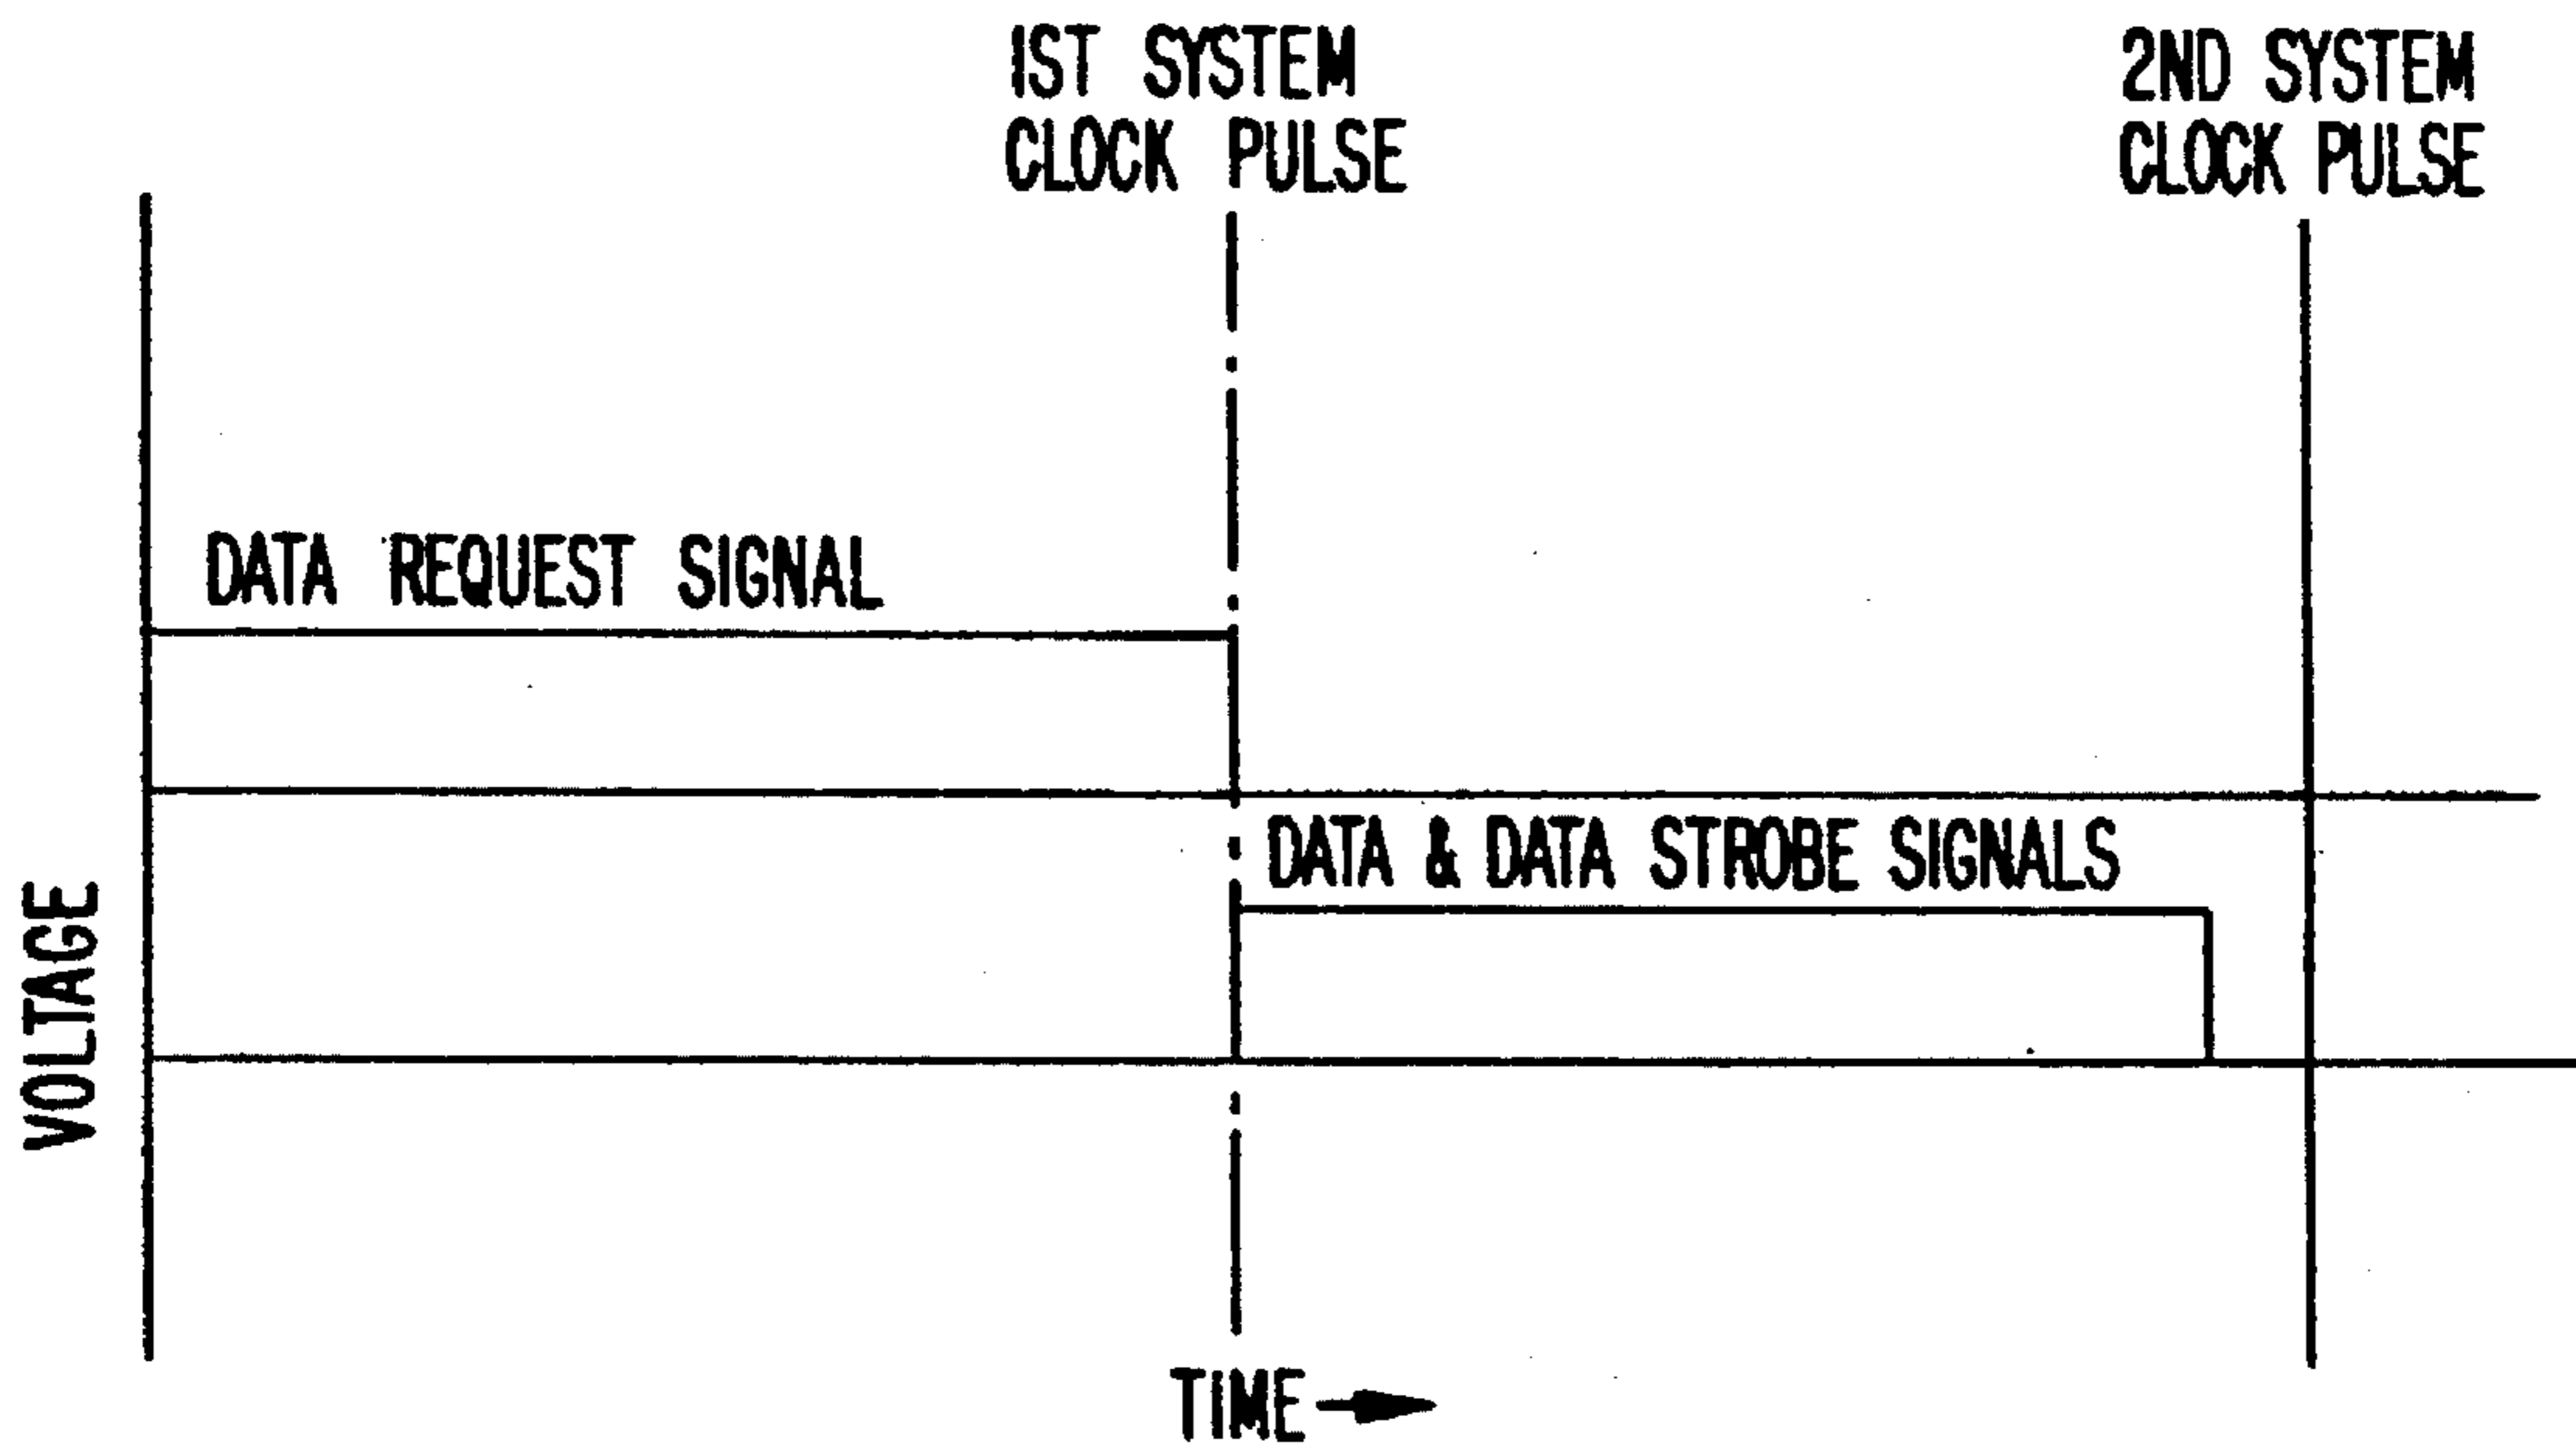 1ST SYSTEM
CLOCK PULSE
2ND SYSTEM
CLOCK PULSE
DATA REQUEST SIGNAL
DATA & DATA STROBE SIGNALS
VOLTAGE
TIME